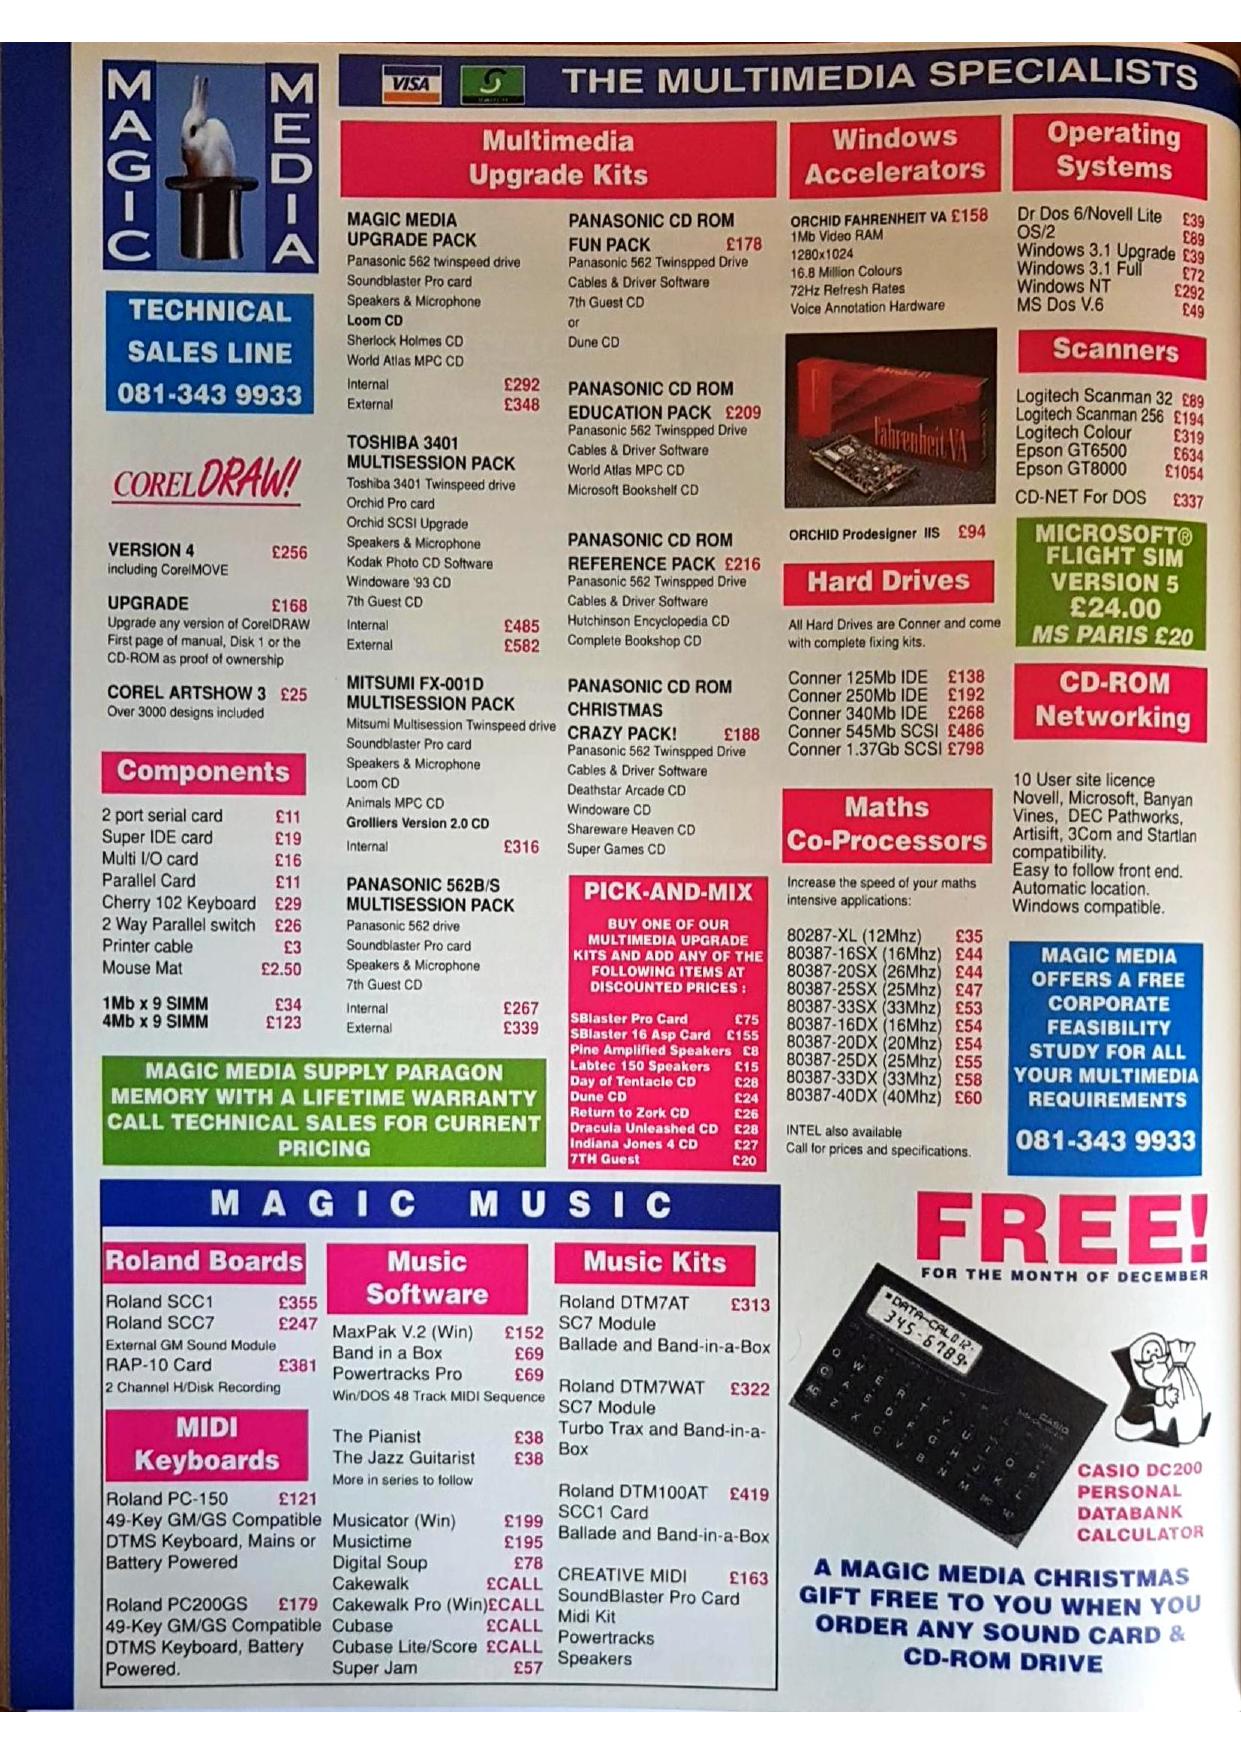 MAGIC
MEDIA
VISA
SWITCH
THE MULTIMEDIA SPECIALISTS
TECHNICAL
SALES LINE
081-343 9933
CORELDRAW!
VERSION 4 £256
including CorelMOVE
UPGRADE £168
Upgrade any version of CorelDRAW
First page of manual, Disk 1 or the
CD-ROM as proof of ownership
COREL ARTSHOW 3 £25
Over 3000 designs included
Components
2 port serial card £11
Super IDE card £19
Multi I/O card £16
Parallel Card £11
Cherry 102 Keyboard £29
2 Way Parallel switch £26
Printer cable £3
Mouse Mat £2.50
1Mb x 9 SIMM £34
4Mb x 9 SIMM £123
Multimedia
Upgrade Kits
MAGIC MEDIA
UPGRADE PACK
Panasonic 562 twinspeed drive
Soundblaster Pro card
Speakers & Microphone
Loom CD
Sherlock Holmes CD
World Atlas MPC CD
Internal £292
External £348
TOSHIBA 3401
MULTISESSION PACK
Toshiba 3401 Twinspeed drive
Orchid Pro card
Orchid SCSI Upgrade
Speakers & Microphone
Kodak Photo CD Software
Windoware '93 CD
7th Guest CD
Internal £485
External £582
MITSUMI FX-001D
MULTISESSION PACK
Mitsumi Multisession Twinspeed drive
Soundblaster Pro card
Speakers & Microphone
Loom CD
Animals MPC CD
Grolliers Version 2.0 CD
Internal £316
PANASONIC 562B/S
MULTISESSION PACK
Panasonic 562 drive
Soundblaster Pro card
Speakers & Microphone
7th Guest CD
Internal £267
External £339
PANASONIC CD ROM
FUN PACK £178
Panasonic 562 Twinspped Drive
Cables & Driver Software
7th Guest CD
or
Dune CD
PANASONIC CD ROM
EDUCATION PACK £209
Panasonic 562 Twinspped Drive
Cables & Driver Software
World Atlas MPC CD
Microsoft Bookshelf CD
PANASONIC CD ROM
REFERENCE PACK £216
Panasonic 562 Twinspped Drive
Cables & Driver Software
Hutchinson Encyclopedia CD
Complete Bookshop CD
PANASONIC CD ROM
CHRISTMAS
CRAZY PACK! £188
Panasonic 562 Twinspped Drive
Cables & Driver Software
Deathstar Arcade CD
Windoware CD
Shareware Heaven CD
Super Games CD
PICK-AND-MIX
BUY ONE OF OUR
MULTIMEDIA UPGRADE
KITS AND ADD ANY OF THE
FOLLOWING ITEMS AT
DISCOUNTED PRICES :
SBlaster Pro Card £75
SBlaster 16 Asp Card £155
Pine Amplified Speakers £8
Labtec 150 Speakers £15
Day of Tentacle CD £28
Dune CD £24
Return to Zork CD £26
Dracula Unleashed CD £28
Indiana Jones 4 CD £27
7TH Guest £20
MAGIC MEDIA SUPPLY PARAGON
MEMORY WITH A LIFETIME WARRANTY
CALL TECHNICAL SALES FOR CURRENT
PRICING
Windows
Accelerators
ORCHID FAHRENHEIT VA £158
1Mb Video RAM
1280x1024
16.8 Million Colours
72Hz Refresh Rates
Voice Annotation Hardware
Fahrenheit VA
ORCHID Prodesigner IIS £94
Hard Drives
All Hard Drives are Conner and come
with complete fixing kits.
Conner 125Mb IDE £138
Conner 250Mb IDE £192
Conner 340Mb IDE £268
Conner 545Mb SCSI £486
Conner 1.37Gb SCSI £798
Maths
Co-Processors
Increase the speed of your maths
intensive applications:
80287-XL (12Mhz) £35
80387-16SX (16Mhz) £44
80387-20SX (26Mhz) £44
80387-25SX (25Mhz) £47
80387-33SX (33Mhz) £53
80387-16DX (16Mhz) £54
80387-20DX (20Mhz) £54
80387-25DX (25Mhz) £55
80387-33DX (33Mhz) £58
80387-40DX (40Mhz) £60
INTEL also available
Call for prices and specifications.
Operating
Systems
Dr Dos 6/Novell Lite £39
OS/2 £89
Windows 3.1 Upgrade £39
Windows 3.1 Full £72
Windows NT £292
MS Dos V.6 £49
Scanners
Logitech Scanman 32 £89
Logitech Scanman 256 £194
Logitech Colour £319
Epson GT6500 £634
Epson GT8000 £1054
CD-NET For DOS £337
MICROSOFT®
FLIGHT SIM
VERSION 5
£24.00
MS PARIS £20
CD-ROM
Networking
10 User site licence
Novell, Microsoft, Banyan
Vines, DEC Pathworks,
Artisift, 3Com and Startlan
compatibility.
Easy to follow front end.
Automatic location.
Windows compatible.
MAGIC MEDIA
OFFERS A FREE
CORPORATE
FEASIBILITY
STUDY FOR ALL
YOUR MULTIMEDIA
REQUIREMENTS
081-343 9933
MAGIC MUSIC
Roland Boards
Roland SCC1 £355
Roland SCC7 £247
External GM Sound Module
RAP-10 Card £381
2 Channel H/Disk Recording
MIDI
Keyboards
Roland PC-150 £121
49-Key GM/GS Compatible
DTMS Keyboard, Mains or
Battery Powered
Roland PC200GS £179
49-Key GM/GS Compatible
DTMS Keyboard, Battery
Powered.
Music
Software
MaxPak V.2 (Win) £152
Band in a Box £69
Powertracks Pro £69
Win/DOS 48 Track MIDI Sequence
The Pianist £38
The Jazz Guitarist £38
More in series to follow
Musicator (Win) £199
Musictime £195
Digital Soup £78
Cakewalk £CALL
Cakewalk Pro (Win) £CALL
Cubase £CALL
Cubase Lite/Score £CALL
Super Jam £57
Music Kits
Roland DTM7AT £313
SC7 Module
Ballade and Band-in-a-Box
Roland DTM7WAT £322
SC7 Module
Turbo Trax and Band-in-a-
Box
Roland DTM100AT £419
SCC1 Card
Ballade and Band-in-a-Box
CREATIVE MIDI £163
SoundBlaster Pro Card
Midi Kit
Powertracks
Speakers
FREE!
FOR THE MONTH OF DECEMBER
DATA-CAL
345-6789
CASIO
CASIO DC200
PERSONAL
DATABANK
CALCULATOR
A MAGIC MEDIA CHRISTMAS
GIFT FREE TO YOU WHEN YOU
ORDER ANY SOUND CARD &
CD-ROM DRIVE